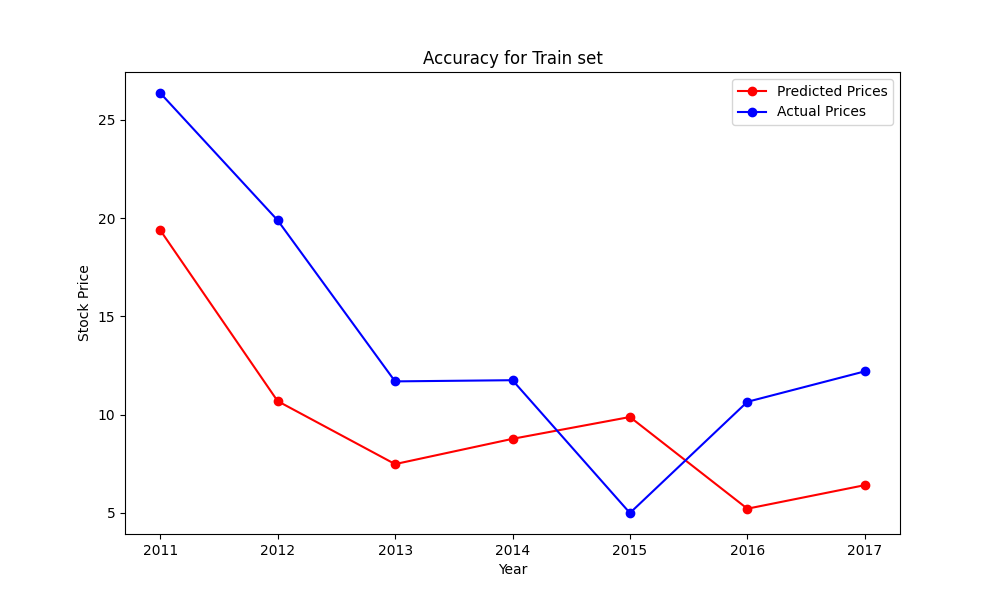 Accuracy for Train set
Predicted Prices
Actual Prices
25
20
15
10
5
Stock Price
2011 2012 2013 2014 2015 2016 2017
Year